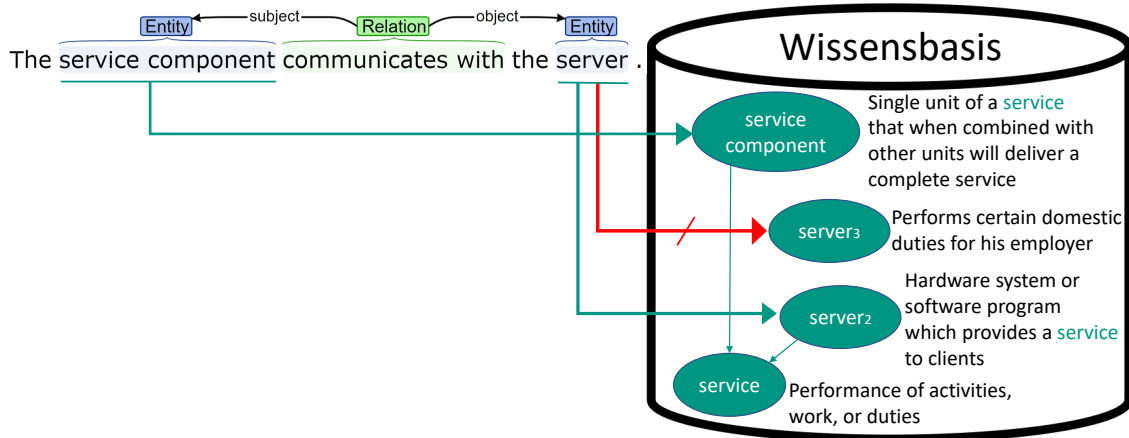 subject object
Entity Relation Entity
The service component communicates with the server .
Wissensbasis
service
component
Single unit of a service
that when combined with
other units will deliver a
complete service
server3
Performs certain domestic
duties for his employer
server2
Hardware system or
software program
which provides a service
to clients
service
Performance of activities,
work, or duties